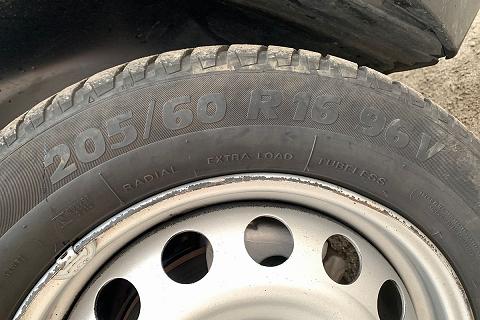 205/60 R16 96V
RADIAL EXTRA LOAD TUBELESS